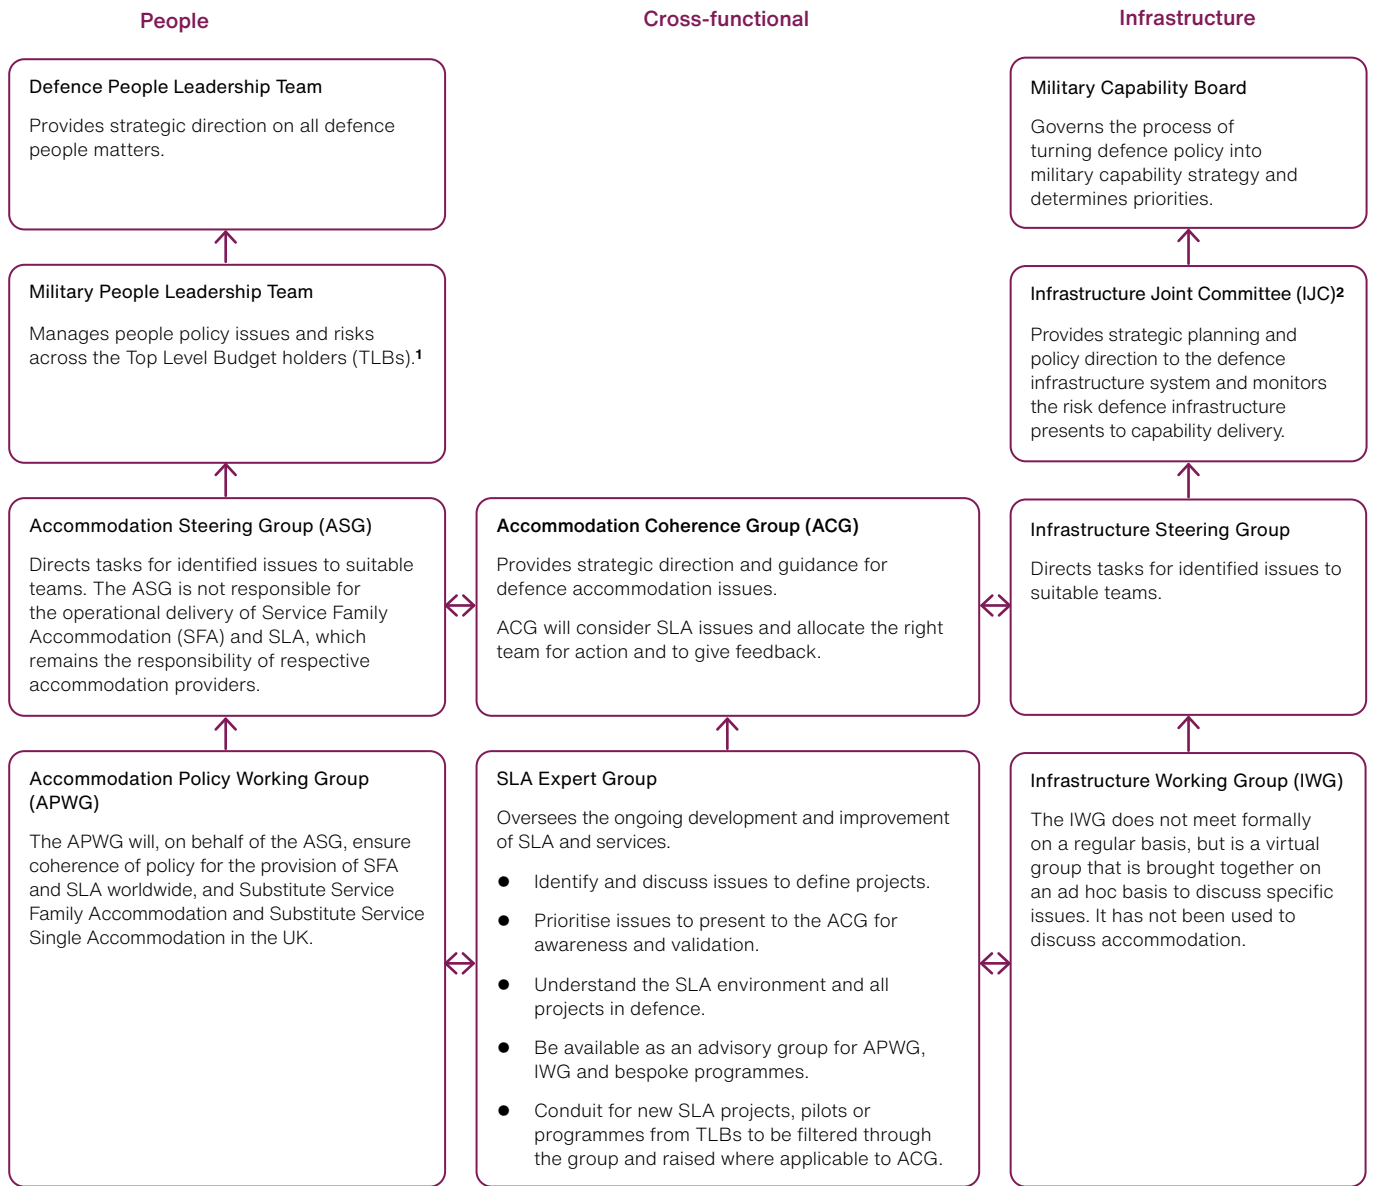 People
Cross-functional
Infrastructure
Defence People Leadership Team
Provides strategic direction on all defence
people matters.
Military Capability Board
Governs the process of
turning defence policy into
military capability strategy and
determines priorities.
Military People Leadership Team
Manages people policy issues and risks
across the Top Level Budget holders (TLBs).1
Infrastructure Joint Committee (IJC)2
Provides strategic planning and
policy direction to the defence
infrastructure system and monitors
the risk defence infrastructure
presents to capability delivery.
Accommodation Steering Group (ASG)
Directs tasks for identified issues to suitable
teams. The ASG is not responsible for
the operational delivery of Service Family
Accommodation (SFA) and SLA, which
remains the responsibility of respective
accommodation providers.
Accommodation Coherence Group (ACG)
Provides strategic direction and guidance for
defence accommodation issues.
ACG will consider SLA issues and allocate the right
team for action and to give feedback.
Infrastructure Steering Group
Directs tasks for identified issues to
suitable teams.
Accommodation Policy Working Group
(APWG)
The APWG will, on behalf of the ASG, ensure
coherence of policy for the provision of SFA
and SLA worldwide, and Substitute Service
Family Accommodation and Substitute Service
Single Accommodation in the UK.
SLA Expert Group
Oversees the ongoing development and improvement
of SLA and services.
● Identify and discuss issues to define projects.
● Prioritise issues to present to the ACG for
awareness and validation.
● Understand the SLA environment and all
projects in defence.
● Be available as an advisory group for APWG,
IWG and bespoke programmes.
● Conduit for new SLA projects, pilots or
programmes from TLBs to be filtered through
the group and raised where applicable to ACG.
Infrastructure Working Group (IWG)
The IWG does not meet formally
on a regular basis, but is a virtual
group that is brought together on
an ad hoc basis to discuss specific
issues. It has not been used to
discuss accommodation.